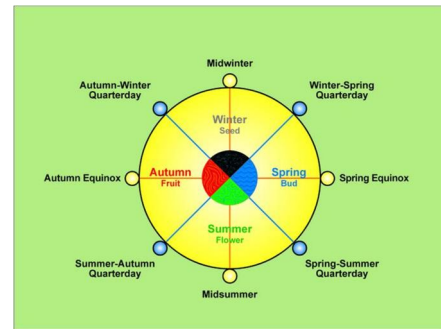 Midwinter
Autumn-Winter
Quarterday
Winter-Spring
Quarterday
Winter
Seed
Autumn Equinox
Autumn
Fruit
Spring
Bud
Spring Equinox
Summer
Flower
Summer-Autumn
Quarterday
Spring-Summer
Quarterday
Midsummer